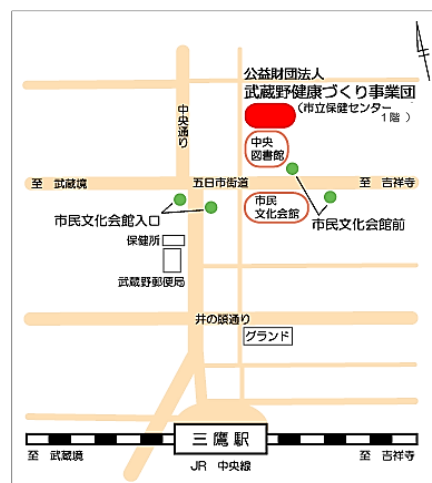 公益財団法人
武蔵野健康づくり事業団
(市立保健センター
1階 )
中央通り
中央
図書館
至 武蔵境
五日市街道
至 吉祥寺
市民
文化会館
市民文化会館入口
市民文化会館前
保健所
武蔵野郵便局
井の頭通り
グランド
三鷹駅
至 武蔵境
至 吉祥寺
JR 中央線